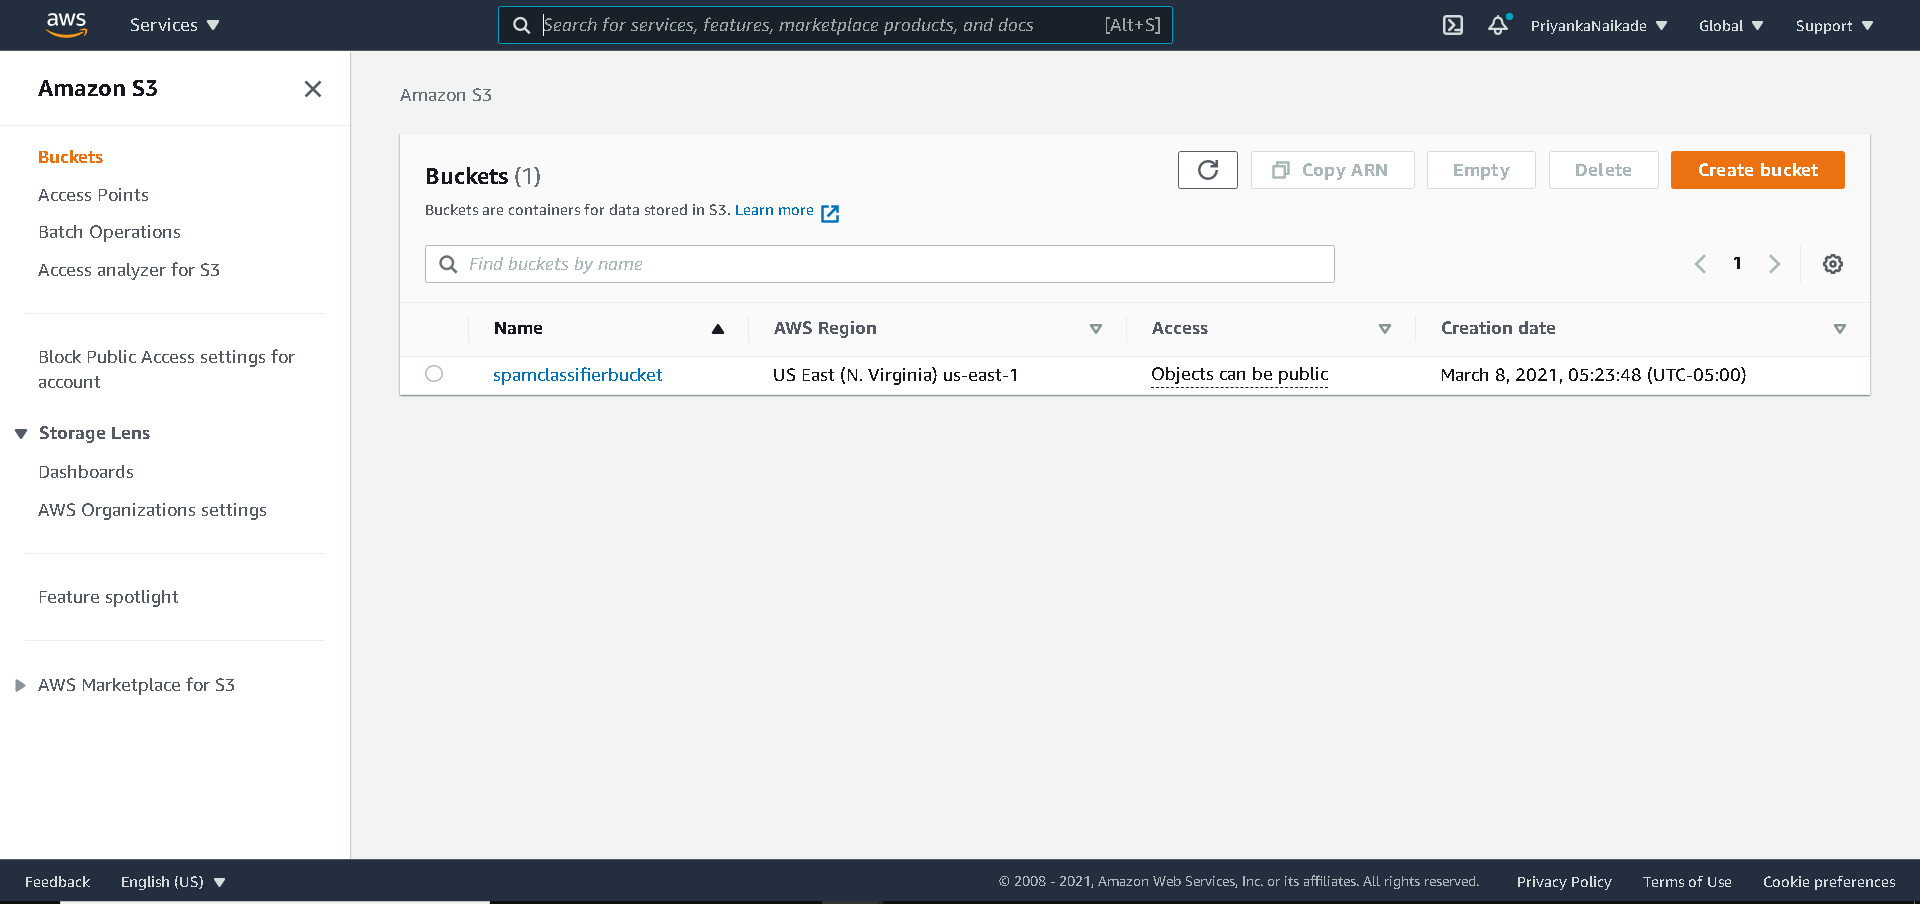 aws
Services
Search for services, features, marketplace products, and docs [Alt+S]
PriyankaNaikade
Global
Support
Amazon S3
Buckets
Access Points
Batch Operations
Access analyzer for S3
Block Public Access settings for
account
Storage Lens
Dashboards
AWS Organizations settings
Feature spotlight
AWS Marketplace for S3
Amazon S3
Buckets (1)
Copy ARN
Empty
Delete
Create bucket
Buckets are containers for data stored in S3. Learn more
Find buckets by name
1
Name AWS Region Access Creation date
spamclassifierbucket US East (N. Virginia) us-east-1 Objects can be public March 8, 2021, 05:23:48 (UTC-05:00)
Feedback English (US) © 2008 - 2021, Amazon Web Services, Inc. or its affiliates. All rights reserved. Privacy Policy Terms of Use Cookie preferences